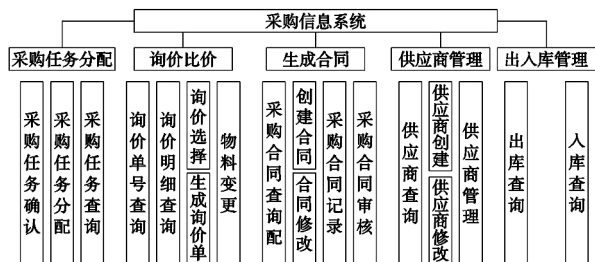 采购信息系统
采购任务分配
询价比价
生成合同
供应商管理
出入库管理
采购任务确认
采购任务分配
采购任务查询
询价单号查询
询价明细查询
询价选择
生成询价单
物料变更
采购合同查询配
创建合同
合同修改
采购合同记录
采购合同审核
供应商查询
供应商创建
供应商修改
供应商管理
出库查询
入库查询